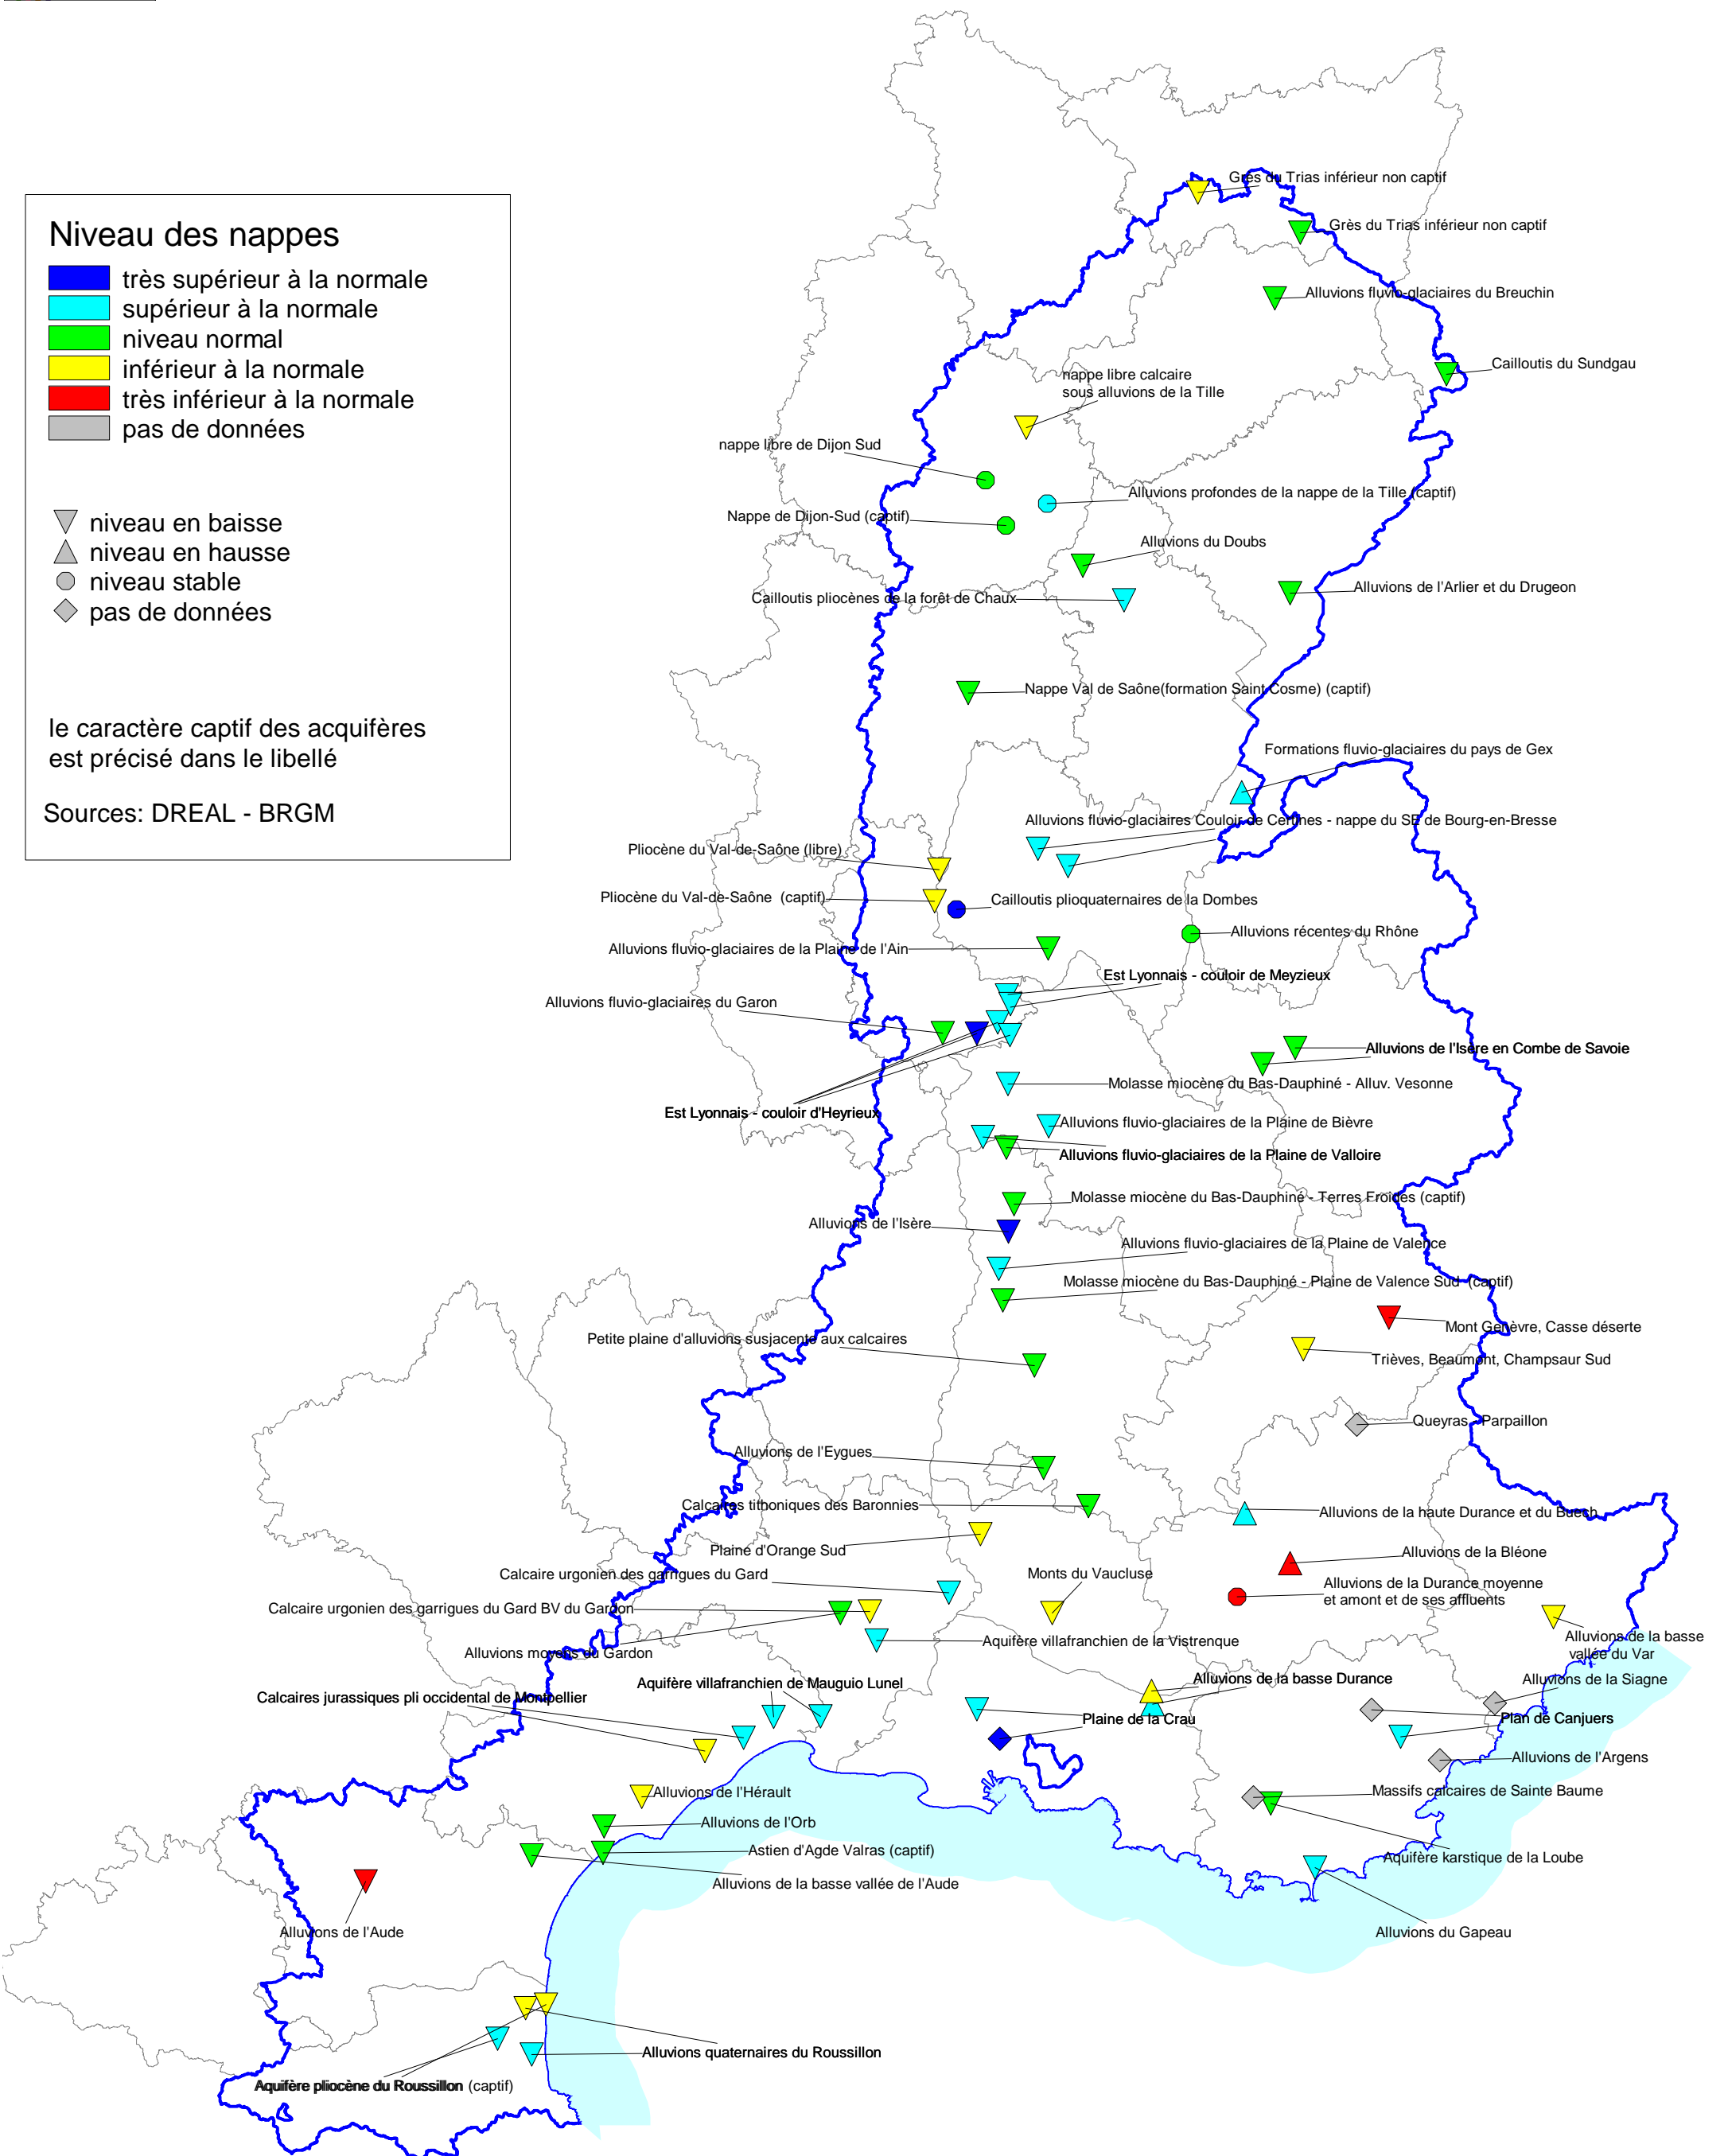 Niveau des nappes
très supérieur à la normale
supérieur à la normale
niveau normal
inférieur à la normale
très inférieur à la normale
pas de données
niveau en baisse
niveau en hausse
niveau stable
pas de données
le caractère captif des acquifères
est précisé dans le libellé
Sources: DREAL - BRGM
Grès du Trias inférieur non captif
Grès du Trias inférieur non captif
Alluvions fluvio-glaciaires du Breuchin
Cailloutis du Sundgau
nappe libre calcaire
sous alluvions de la Tille
nappe libre de Dijon Sud
Alluvions profondes de la nappe de la Tille (captif)
Nappe de Dijon-Sud (captif)
Alluvions du Doubs
Alluvions de l'Arlier et du Drugeon
Cailloutis pliocènes de la forêt de Chaux
Nappe Val de Saône(formation Saint Cosme) (captif)
Formations fluvio-glaciaires du pays de Gex
Alluvions fluvio-glaciaires Couloir de Certines - nappe du SE de Bourg-en-Bresse
Pliocène du Val-de-Saône (libre)
Pliocène du Val-de-Saône (captif)
Cailloutis plioquaternaires de la Dombes
Alluvions récentes du Rhône
Alluvions fluvio-glaciaires de la Plaine de l'Ain
Est Lyonnais - couloir de Meyzieux
Alluvions fluvio-glaciaires du Garon
Alluvions de l'Isère en Combe de Savoie
Molasse miocène du Bas-Dauphiné - Alluv. Vesonne
Est Lyonnais - couloir d'Heyrieux
Alluvions fluvio-glaciaires de la Plaine de Bièvre
Alluvions fluvio-glaciaires de la Plaine de Valloire
Molasse miocène du Bas-Dauphiné - Terres Froides (captif)
Alluvions de l'Isère
Alluvions fluvio-glaciaires de la Plaine de Valence
Molasse miocène du Bas-Dauphiné - Plaine de Valence Sud (captif)
Mont Genèvre, Casse déserte
Petite plaine d'alluvions susjacente aux calcaires
Trièves, Beaumont, Champsaur Sud
Queyras - Parpaillon
Alluvions de l'Eygues
Calcaires tithoniques des Baronnies
Alluvions de la haute Durance et du Buech
Plaine d'Orange Sud
Alluvions de la Bléone
Calcaire urgonien des garrigues du Gard
Monts du Vaucluse
Alluvions de la Durance moyenne
et amont et de ses affluents
Calcaire urgonien des garrigues du Gard BV du Gardon
Alluvions de la basse
vallée du Var
Aquifère villafranchien de la Vistrenque
Alluvions moyens du Gardon
Alluvions de la basse Durance
Alluvions de la Siagne
Aquifère villafranchien de Mauguio Lunel
Calcaires jurassiques pli occidental de Montpellier
Plaine de la Crau
Plan de Canjuers
Alluvions de l'Argens
Alluvions de l'Hérault
Massifs calcaires de Sainte Baume
Alluvions de l'Orb
Astien d'Agde Valras (captif)
Aquifère karstique de la Loube
Alluvions de la basse vallée de l'Aude
Alluvions de l'Aude
Alluvions du Gapeau
Alluvions quaternaires du Roussillon
Aquifère pliocène du Roussillon (captif)